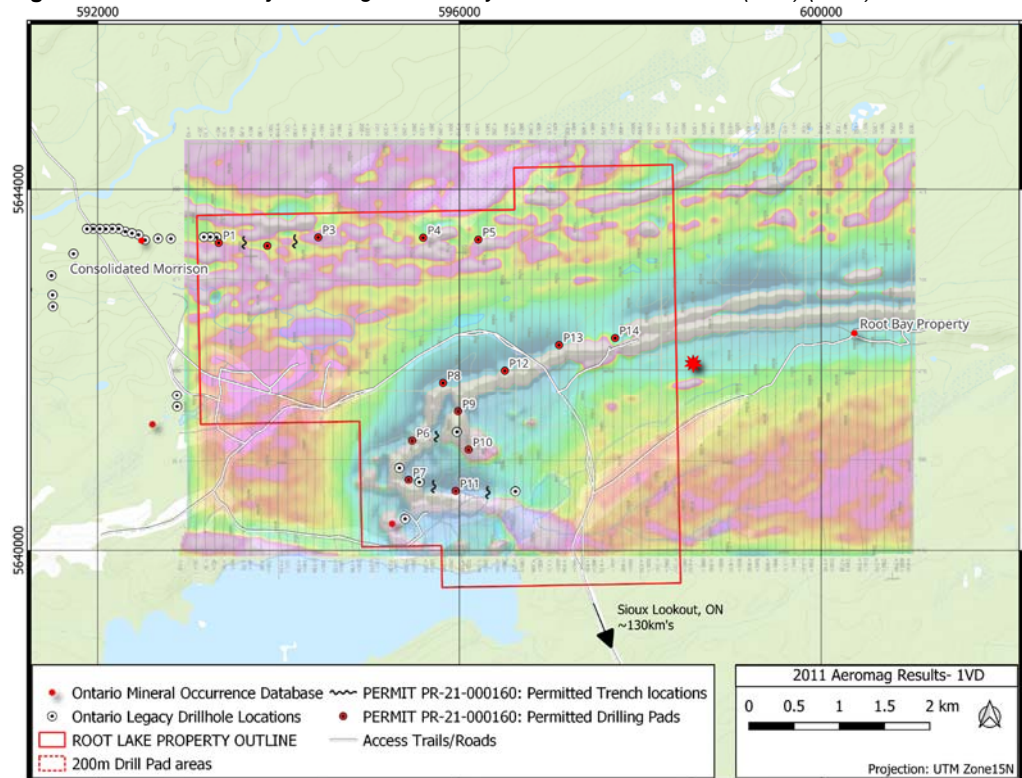 592000
596000
600000
5644000
P1
P3
P4
P5
Consolidated Morrison
Root Bay Property
P14
P13
P12
P8
P9
P6
P10
P7
P11
5640000
Sioux Lookout, ON
~130km's
Ontario Mineral Occurrence Database
PERMIT PR-21-000160: Permitted Trench locations
Ontario Legacy Drillhole Locations
PERMIT PR-21-000160: Permitted Drilling Pads
ROOT LAKE PROPERTY OUTLINE
Access Trails/Roads
200m Drill Pad areas
2011 Aeromag Results- 1VD
0 0.5 1 1.5 2 km
Projection: UTM Zone15N